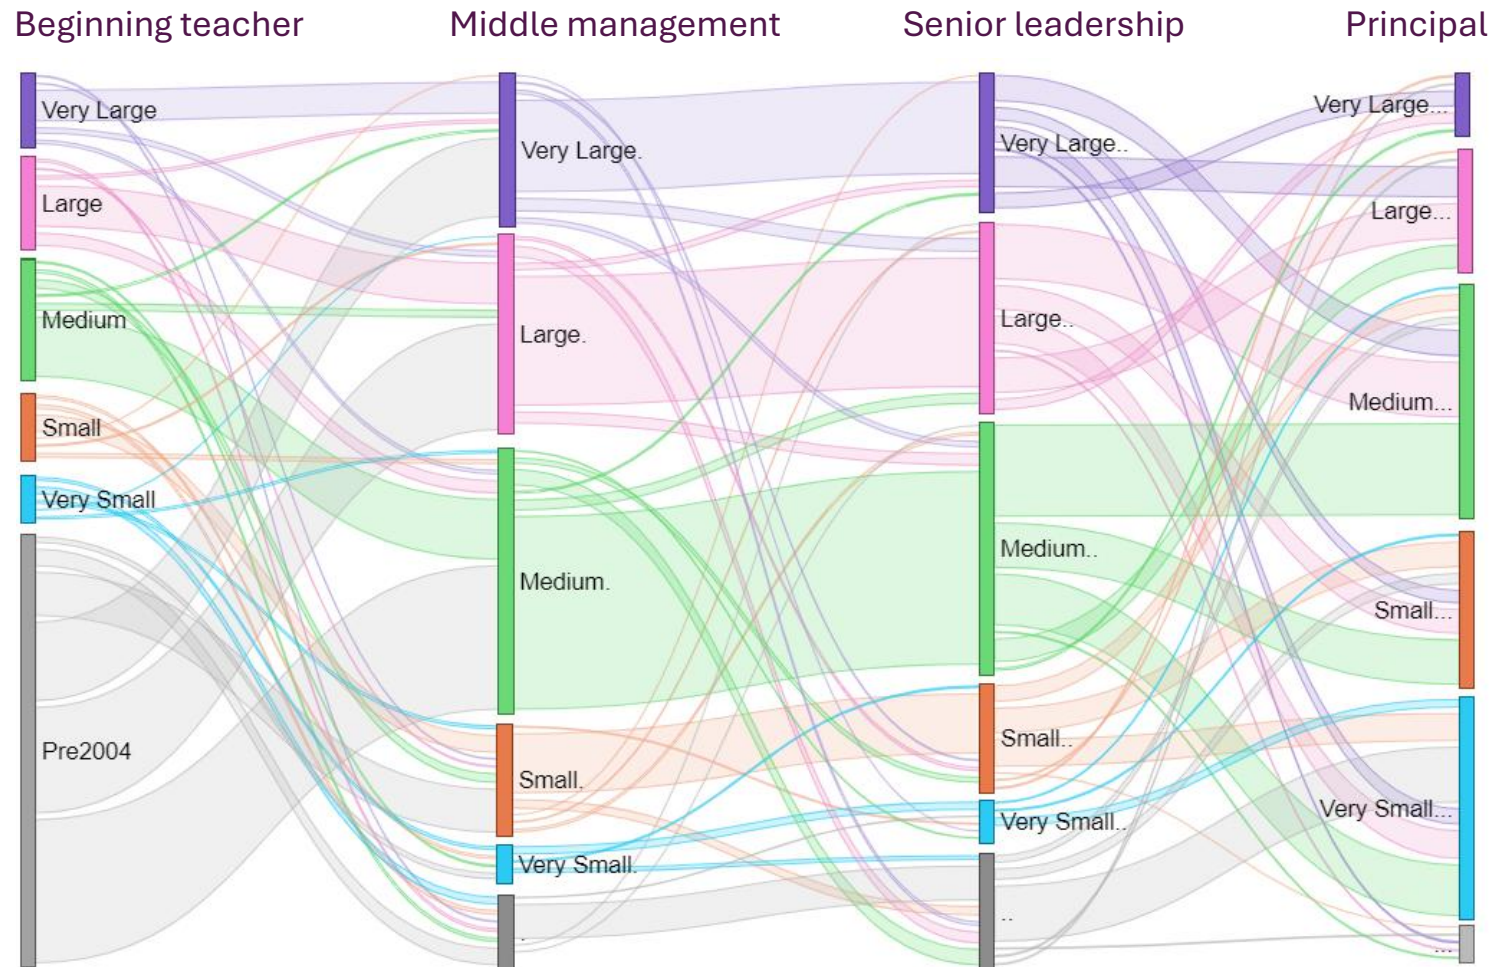 Beginning teacher
Middle management
Senior leadership
Principal
Very Large
Large
Medium
Small
Very Small
Pre2004
Very Large.
Large.
Medium.
Small.
Very Small.
.
Very Large..
Large..
Medium..
Small..
Very Small..
..
Very Large...
Large...
Medium...
Small...
Very Small...
...